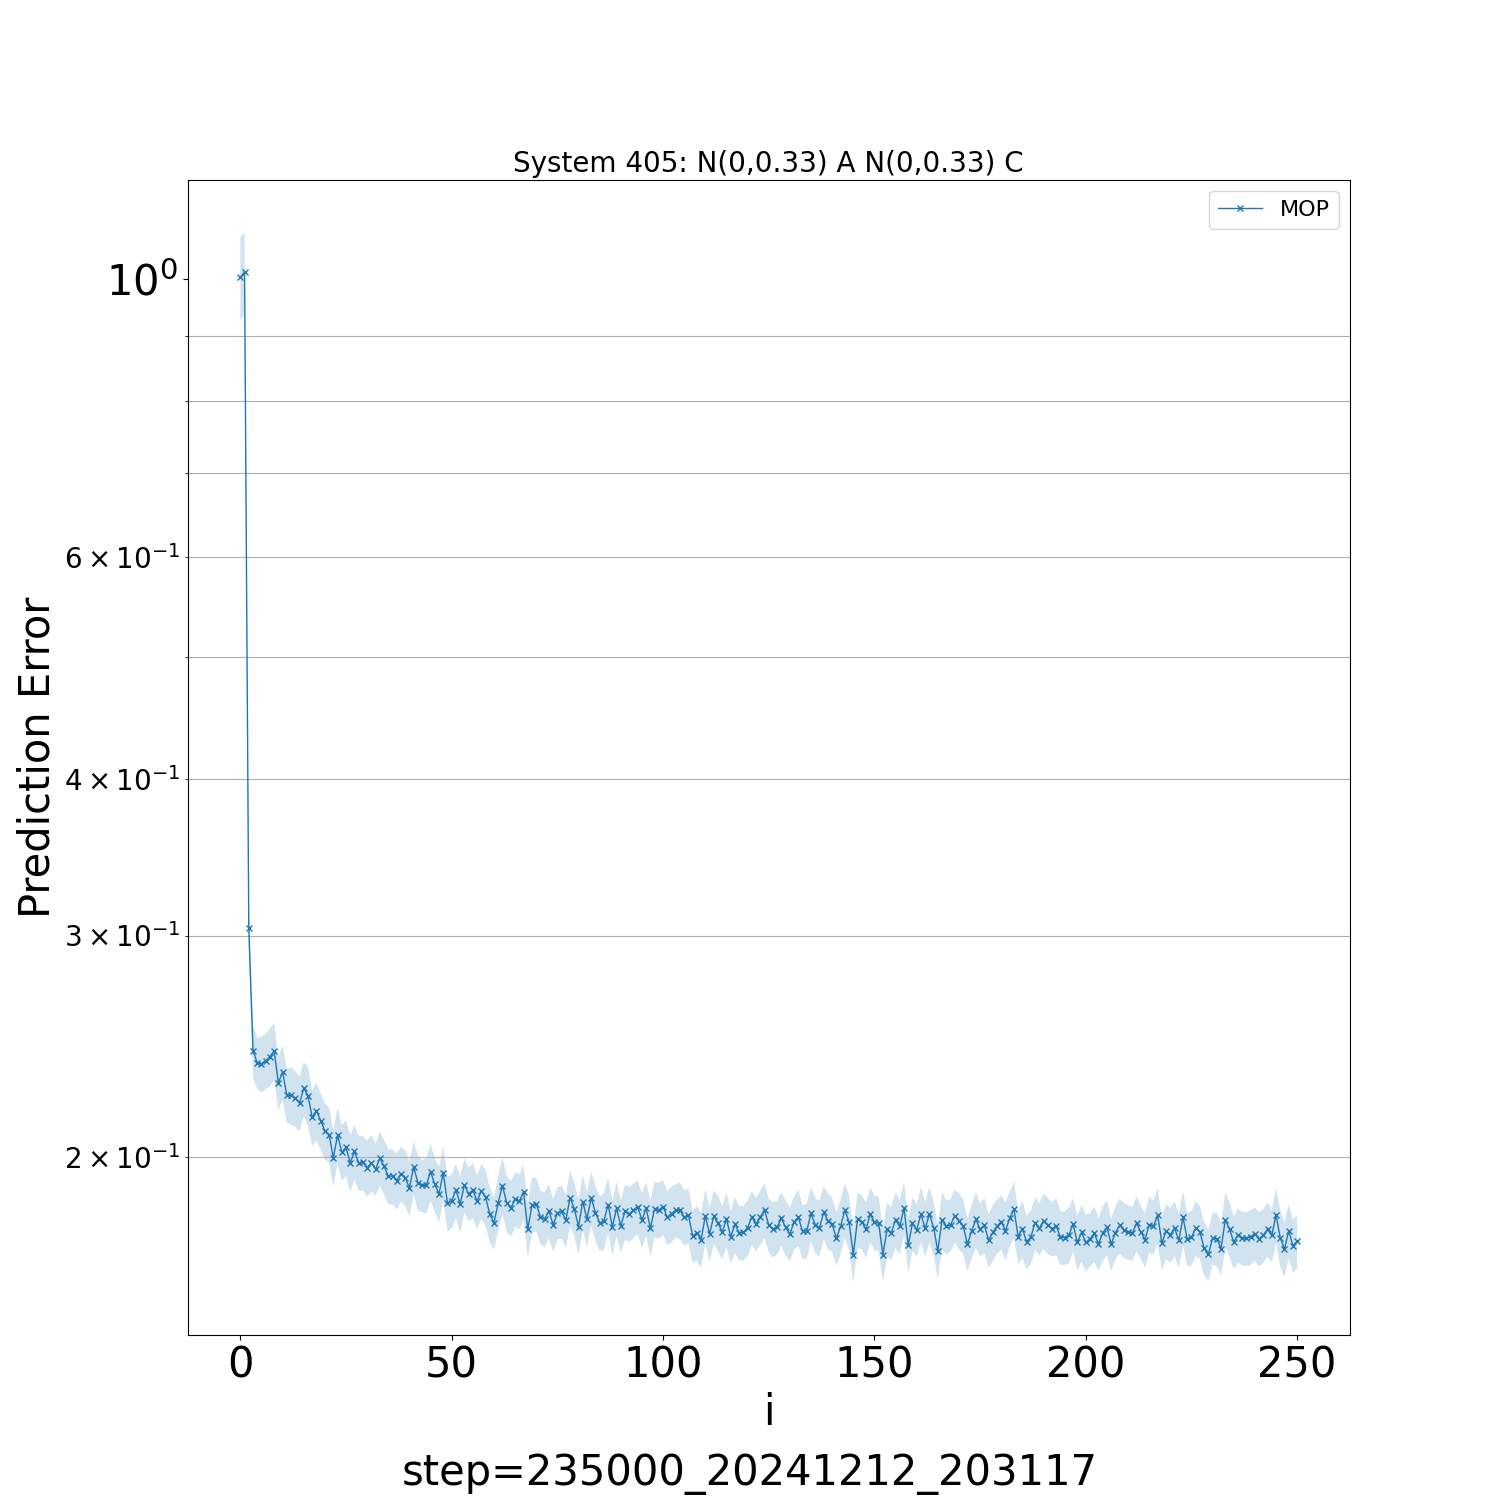 System 405: N(0,0.33) A N(0,0.33) C
MOP
10⁰
6 × 10⁻¹
4 × 10⁻¹
3 × 10⁻¹
2 × 10⁻¹
Prediction Error
0 50 100 150 200 250
i
step=235000_20241212_203117